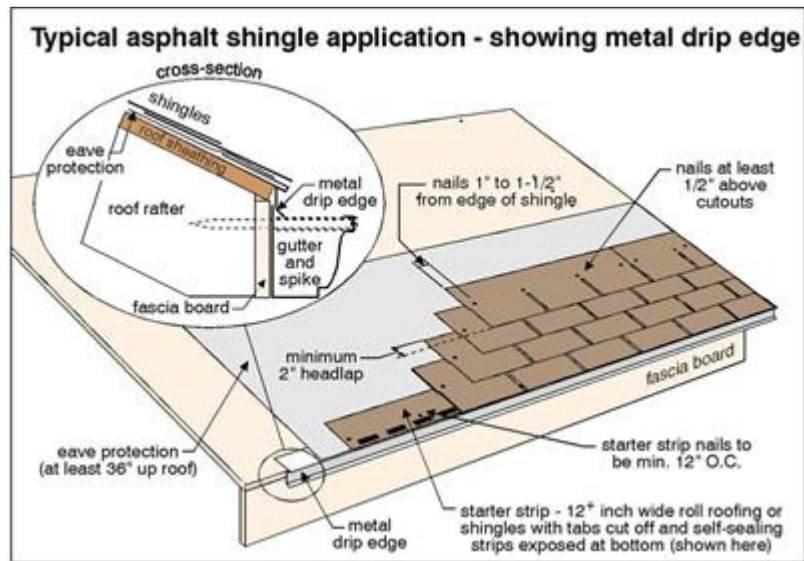 Typical asphalt shingle application - showing metal drip edge
cross-section
shingles
eave
protection
roof sheathing
roof rafter
metal
drip edge
gutter
and
spike
fascia board
nails 1" to 1-1/2"
from edge of shingle
nails at least
1/2" above
cutouts
minimum
2" headlap
fascia board
eave protection
(at least 36" up roof)
starter strip nails to
be min. 12" O.C.
metal
drip edge
starter strip - 12+ inch wide roll roofing or
shingles with tabs cut off and self-sealing
strips exposed at bottom (shown here)